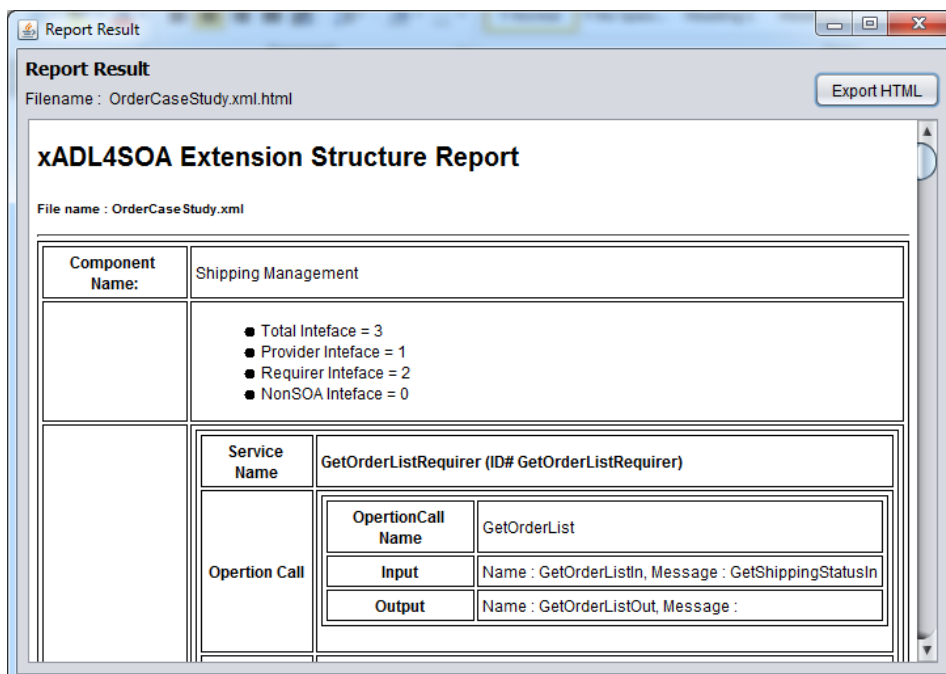 Report Result
Report Result
Filename : OrderCaseStudy.xml.html
Export HTML
xADL4SOA Extension Structure Report
File name : OrderCaseStudy.xml
Component
Name:
Shipping Management
Total Inteface = 3
Provider Inteface = 1
Requirer Inteface = 2
NonSOA Inteface = 0
Service
Name
GetOrderListRequirer (ID# GetOrderListRequirer)
Opertion Call
OpertionCall
Name
GetOrderList
Input
Name : GetOrderListIn, Message : GetShippingStatusIn
Output
Name : GetOrderListOut, Message :